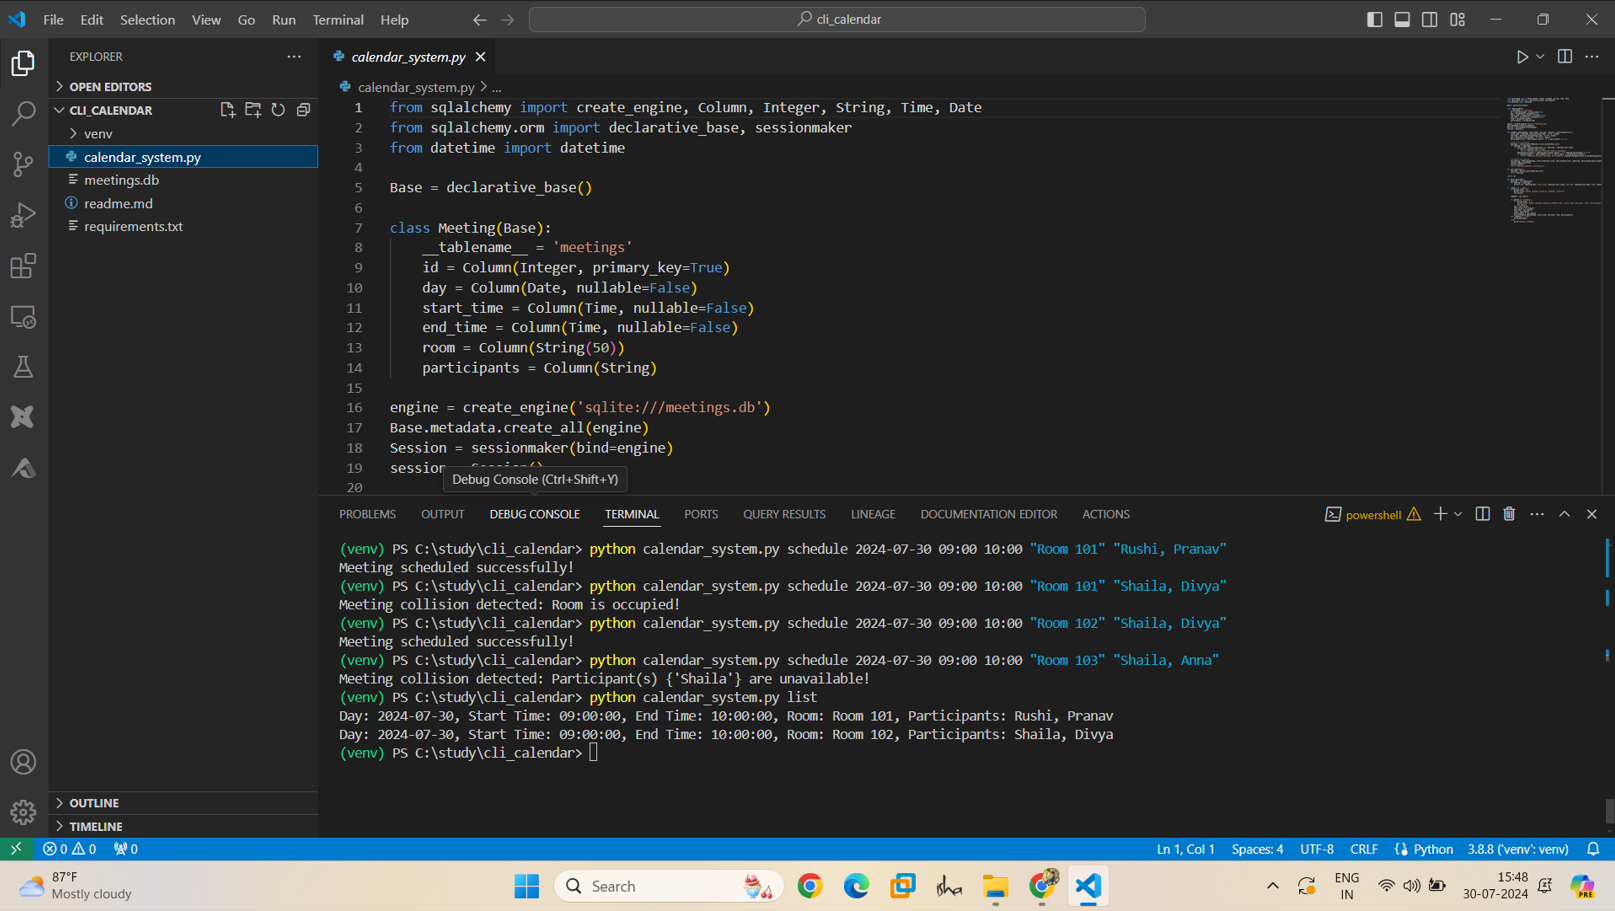 File Edit Selection View Go Run Terminal Help
cli_calendar
EXPLORER
OPEN EDITORS
CLI_CALENDAR
venv
calendar_system.py
meetings.db
readme.md
requirements.txt
OUTLINE
TIMELINE
calendar_system.py
calendar_system.py > ...
1 from sqlalchemy import create_engine, Column, Integer, String, Time, Date
2 from sqlalchemy.orm import declarative_base, sessionmaker
3 from datetime import datetime
4
5 Base = declarative_base()
6
7 class Meeting(Base):
8 __tablename__ = 'meetings'
9 id = Column(Integer, primary_key=True)
10 day = Column(Date, nullable=False)
11 start_time = Column(Time, nullable=False)
12 end_time = Column(Time, nullable=False)
13 room = Column(String(50))
14 participants = Column(String)
15
16 engine = create_engine('sqlite:///meetings.db')
17 Base.metadata.create_all(engine)
18 Session = sessionmaker(bind=engine)
19 session = Session()
20
Debug Console (Ctrl+Shift+Y)
PROBLEMS OUTPUT DEBUG CONSOLE TERMINAL PORTS QUERY RESULTS LINEAGE DOCUMENTATION EDITOR ACTIONS
powershell
(venv) PS C:\study\cli_calendar> python calendar_system.py schedule 2024-07-30 09:00 10:00 "Room 101" "Rushi, Pranav"
Meeting scheduled successfully!
(venv) PS C:\study\cli_calendar> python calendar_system.py schedule 2024-07-30 09:00 10:00 "Room 101" "Shaila, Divya"
Meeting collision detected: Room is occupied!
(venv) PS C:\study\cli_calendar> python calendar_system.py schedule 2024-07-30 09:00 10:00 "Room 102" "Shaila, Divya"
Meeting scheduled successfully!
(venv) PS C:\study\cli_calendar> python calendar_system.py schedule 2024-07-30 09:00 10:00 "Room 103" "Shaila, Anna"
Meeting collision detected: Participant(s) {'Shaila'} are unavailable!
(venv) PS C:\study\cli_calendar> python calendar_system.py list
Day: 2024-07-30, Start Time: 09:00:00, End Time: 10:00:00, Room: Room 101, Participants: Rushi, Pranav
Day: 2024-07-30, Start Time: 09:00:00, End Time: 10:00:00, Room: Room 102, Participants: Shaila, Divya
(venv) PS C:\study\cli_calendar>
0 0 0
Ln 1, Col 1 Spaces: 4 UTF-8 CRLF Python 3.8.8 ('venv': venv)
87°F
Mostly cloudy
Search
isha
ENG
IN
15:48
30-07-2024
PRE